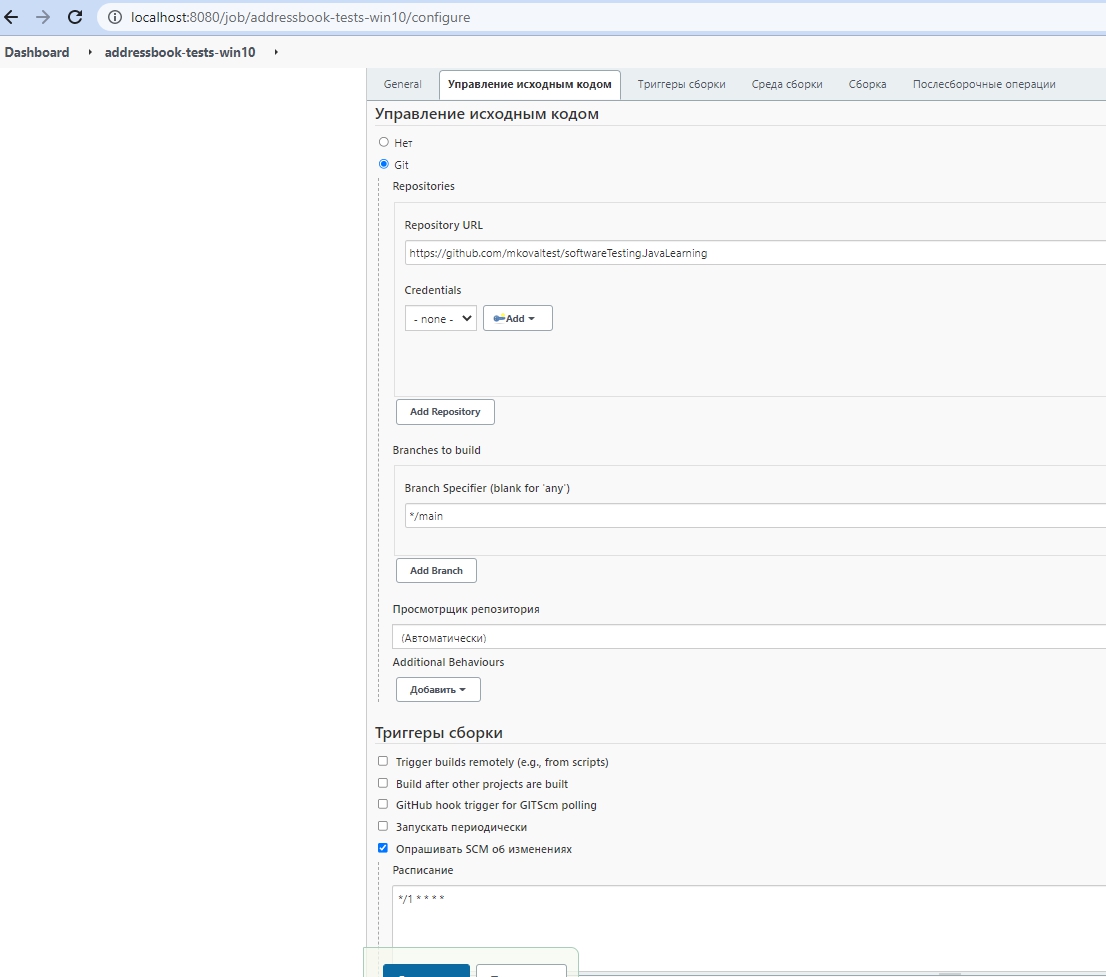 localhost:8080/job/addressbook-tests-win10/configure
Dashboard addressbook-tests-win10
General Управление исходным кодом Триггеры сборки Среда сборки Сборка Послесборочные операции
Управление исходным кодом
Нет
Git
Repositories
Repository URL
https://github.com/mkovaltest/softwareTestingJavaLearning
Credentials
- none - Add
Add Repository
Branches to build
Branch Specifier (blank for 'any')
*/main
Add Branch
Просмотрщик репозитория
(Автоматически)
Additional Behaviours
Добавить
Триггеры сборки
Trigger builds remotely (e.g., from scripts)
Build after other projects are built
GitHub hook trigger for GITScm polling
Запускать периодически
Опрашивать SCM об изменениях
Расписание
*/1 * * * *